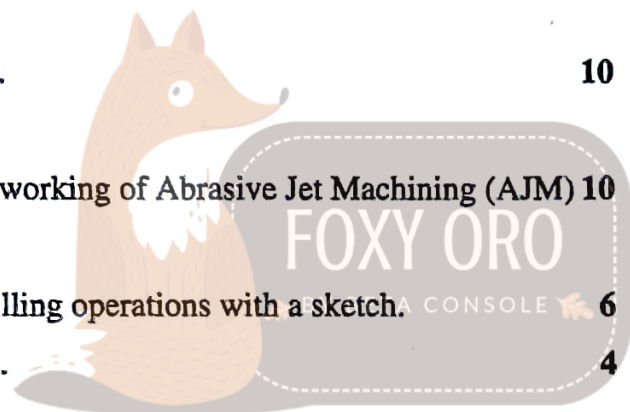 . 10
working of Abrasive Jet Machining (AJM) 10
FOXY ORO
lling operations with a sketch. 6
A CONSOLE
. 4